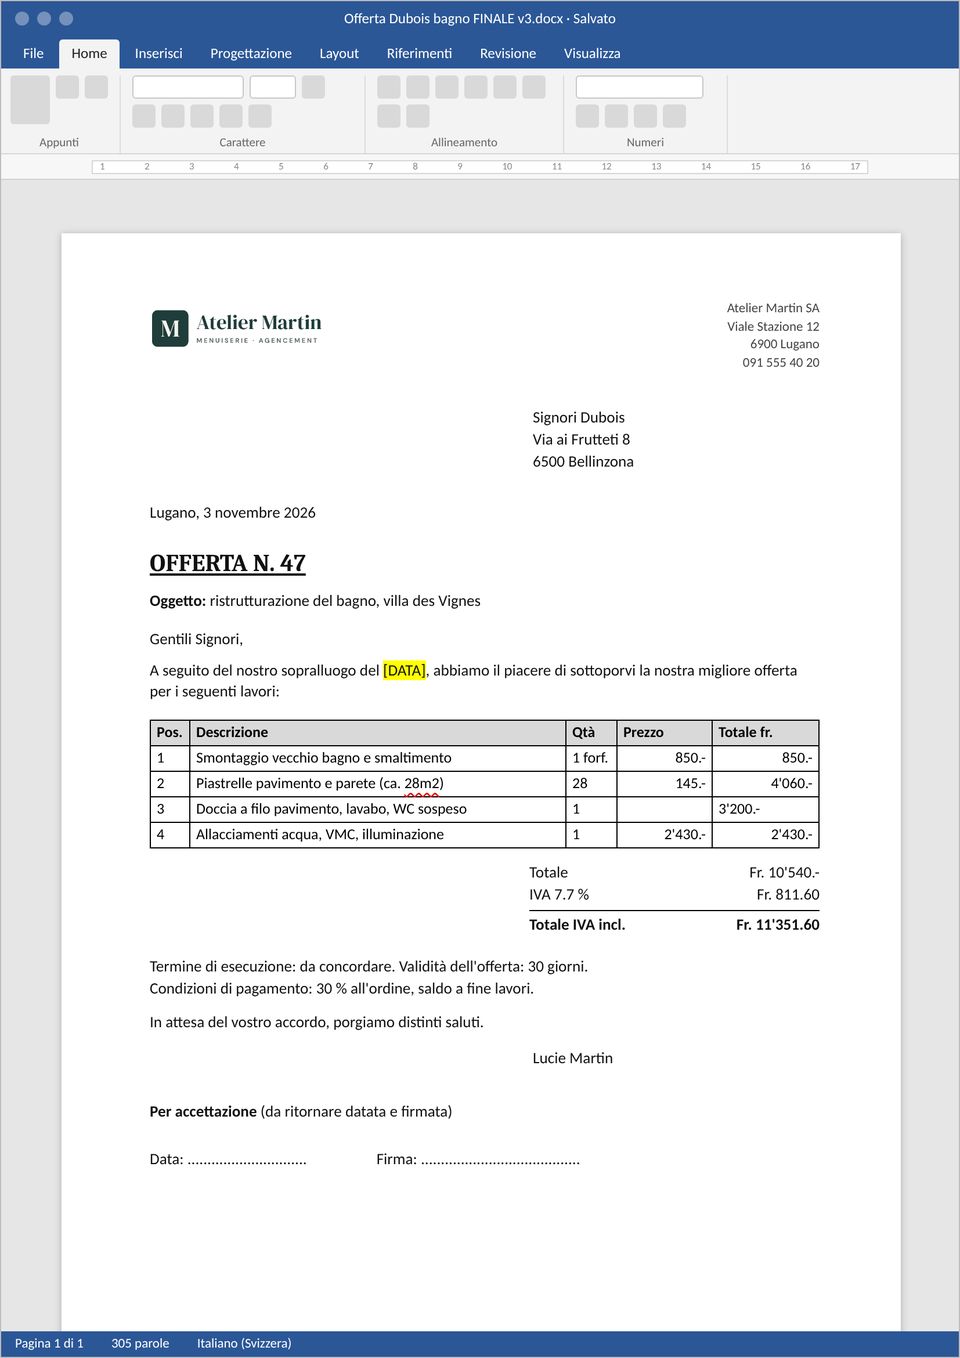 Offerta Dubois bagno FINALE v3.docx · Salvato
File Home Inserisci Progettazione Layout Riferimenti Revisione Visualizza
Appunti Carattere Allineamento Numeri
1 2 3 4 5 6 7 8 9 10 11 12 13 14 15 16 17
M Atelier Martin
MENUISERIE · AGENCEMENT
Atelier Martin SA
Viale Stazione 12
6900 Lugano
091 555 40 20
Signori Dubois
Via ai Frutteti 8
6500 Bellinzona
Lugano, 3 novembre 2026
OFFERTA N. 47
Oggetto: ristrutturazione del bagno, villa des Vignes
Gentili Signori,
A seguito del nostro sopralluogo del [DATA], abbiamo il piacere di sottoporvi la nostra migliore offerta
per i seguenti lavori:
Pos. Descrizione Qtà Prezzo Totale fr.
1 Smontaggio vecchio bagno e smaltimento 1 forf. 850.- 850.-
2 Piastrelle pavimento e parete (ca. 28m2) 28 145.- 4'060.-
3 Doccia a filo pavimento, lavabo, WC sospeso 1 3'200.-
4 Allacciamenti acqua, VMC, illuminazione 1 2'430.- 2'430.-
Totale Fr. 10'540.-
IVA 7.7 % Fr. 811.60
Totale IVA incl. Fr. 11'351.60
Termine di esecuzione: da concordare. Validità dell'offerta: 30 giorni.
Condizioni di pagamento: 30 % all'ordine, saldo a fine lavori.
In attesa del vostro accordo, porgiamo distinti saluti.
Lucie Martin
Per accettazione (da ritornare datata e firmata)
Data: .............................. Firma: ........................................
Pagina 1 di 1 305 parole Italiano (Svizzera)